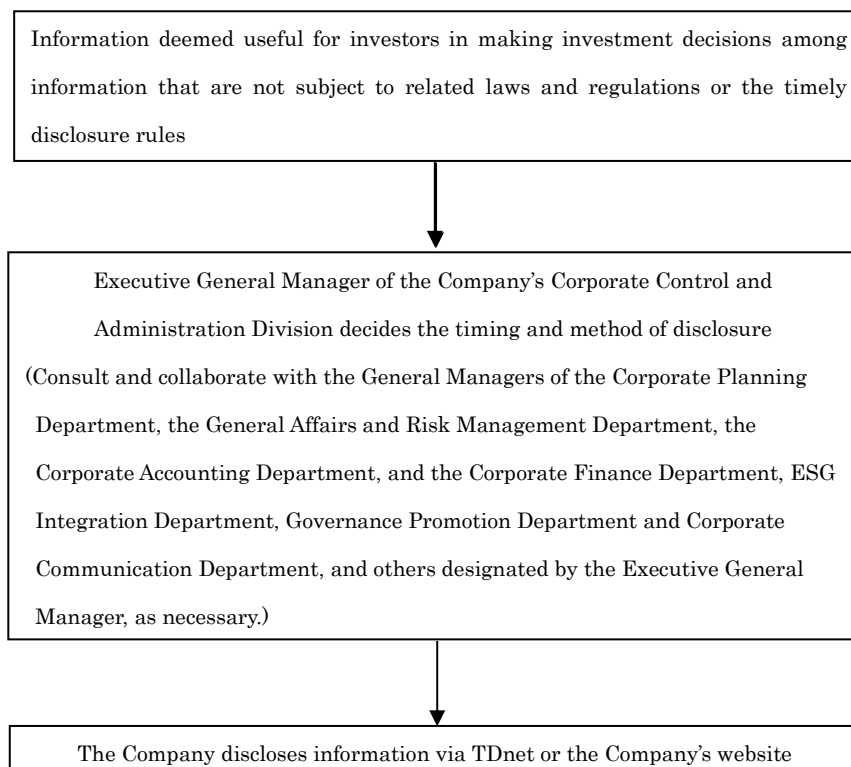 Information deemed useful for investors in making investment decisions among
information that are not subject to related laws and regulations or the timely
disclosure rules
Executive General Manager of the Company’s Corporate Control and
Administration Division decides the timing and method of disclosure
(Consult and collaborate with the General Managers of the Corporate Planning
Department, the General Affairs and Risk Management Department, the
Corporate Accounting Department, and the Corporate Finance Department, ESG
Integration Department, Governance Promotion Department and Corporate
Communication Department, and others designated by the Executive General
Manager, as necessary.)
The Company discloses information via TDnet or the Company’s website